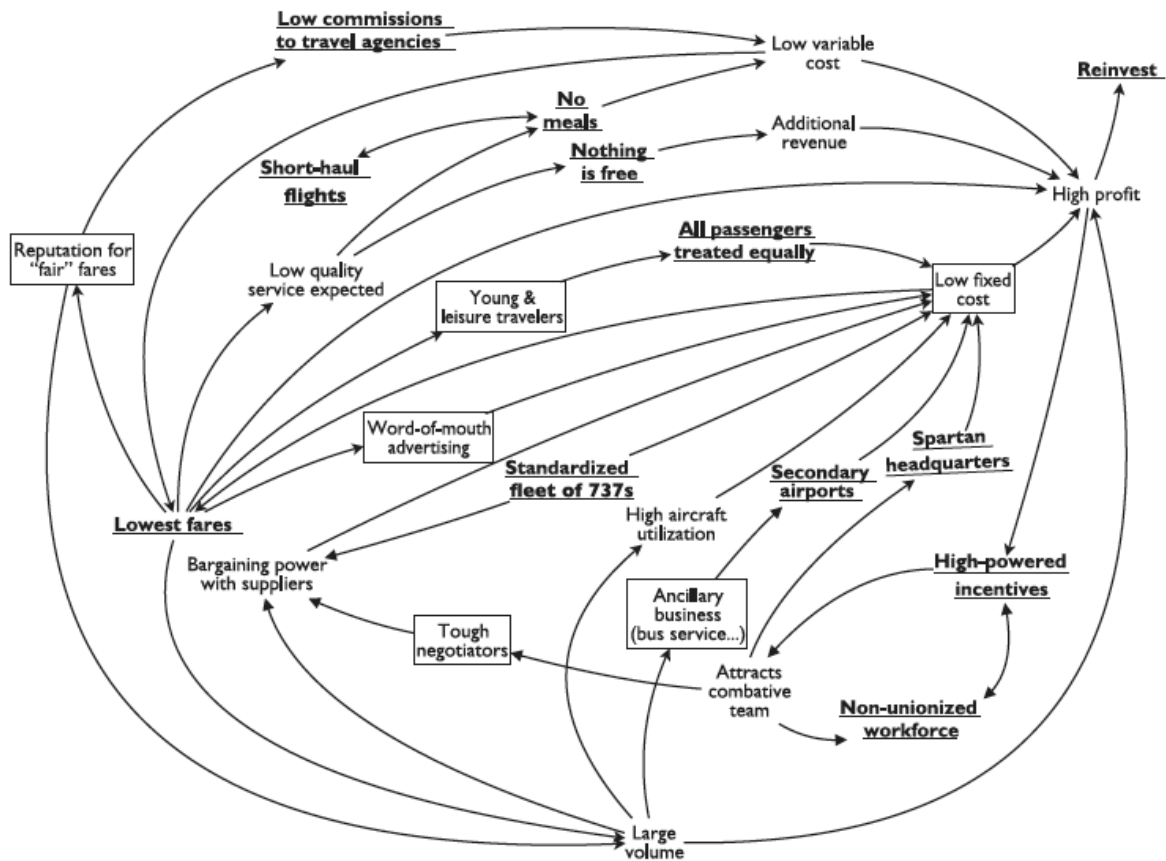 Low commissions
to travel agencies
Low variable
cost
Reinvest
No
meals
Additional
revenue
Nothing
is free
Short-haul
flights
High profit
All passengers
treated equally
Reputation for
“fair” fares
Low quality
service expected
Young &
leisure travelers
Low fixed
cost
Word-of-mouth
advertising
Spartan
headquarters
Standardized
fleet of 737s
Secondary
airports
Lowest fares
High aircraft
utilization
Bargaining power
with suppliers
High-powered
incentives
Ancillary
business
(bus service...)
Tough
negotiators
Attracts
combative
team
Non-unionized
workforce
Large
volume